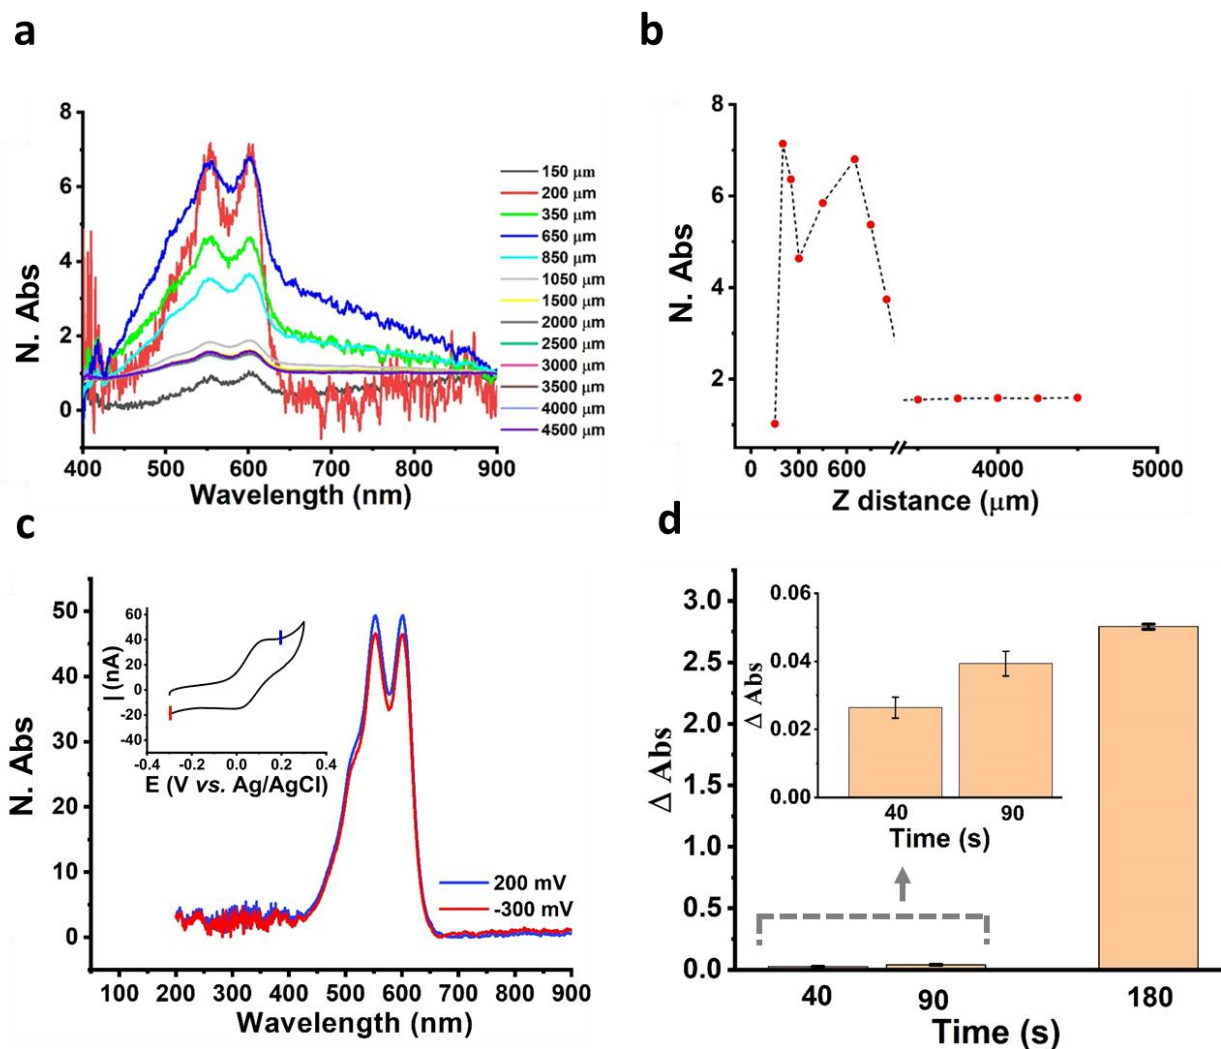 a
8
6
4
2
0
N. Abs
400 500 600 700 800 900
Wavelength (nm)
150 μm
200 μm
350 μm
650 μm
850 μm
1050 μm
1500 μm
2000 μm
2500 μm
3000 μm
3500 μm
4000 μm
4500 μm
b
8
6
4
2
N. Abs
0 300 600 4000 5000
Z distance (μm)
c
50
40
30
20
10
0
N. Abs
100 200 300 400 500 600 700 800 900
Wavelength (nm)
60
40
20
0
-20
-40
I (nA)
-0.4 -0.2 0.0 0.2 0.4
E (V vs. Ag/AgCl)
200 mV
-300 mV
d
3.0
2.5
2.0
1.5
1.0
0.5
0.0
Δ Abs
40 90 180
Time (s)
0.06
0.04
0.02
0.00
Δ Abs
40 90
Time (s)